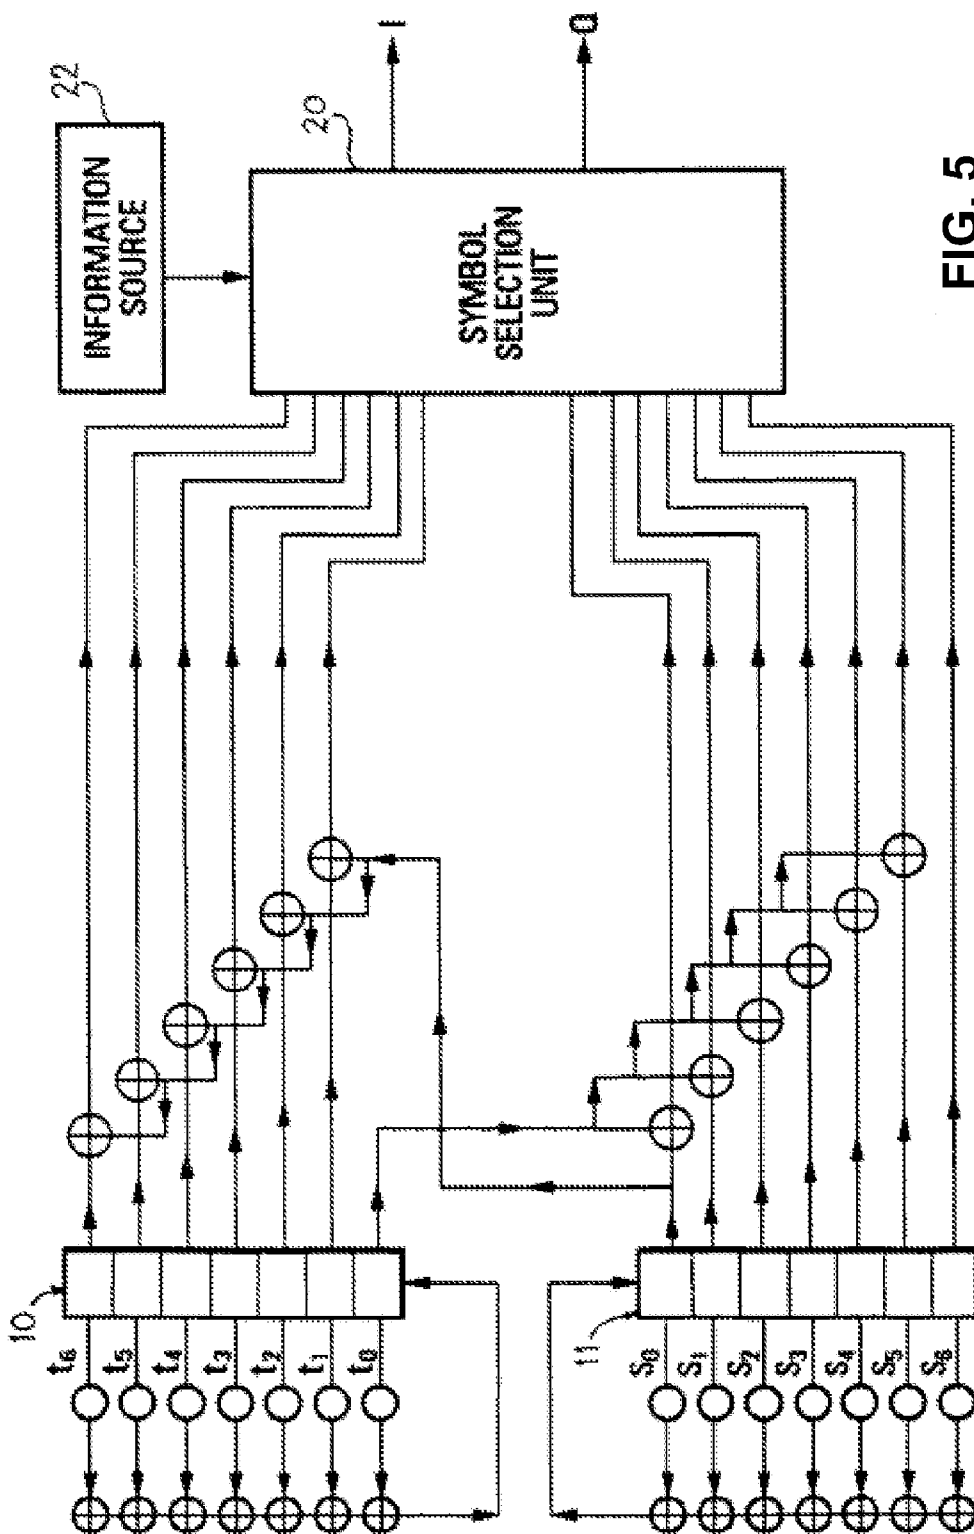 INFORMATION
SOURCE
22
20
SYMBOL
SELECTION
UNIT
I
Q
10
t6
t5
t4
t3
t2
t1
t0
11
S0
S1
S2
S3
S4
S5
S6
FIG. 5